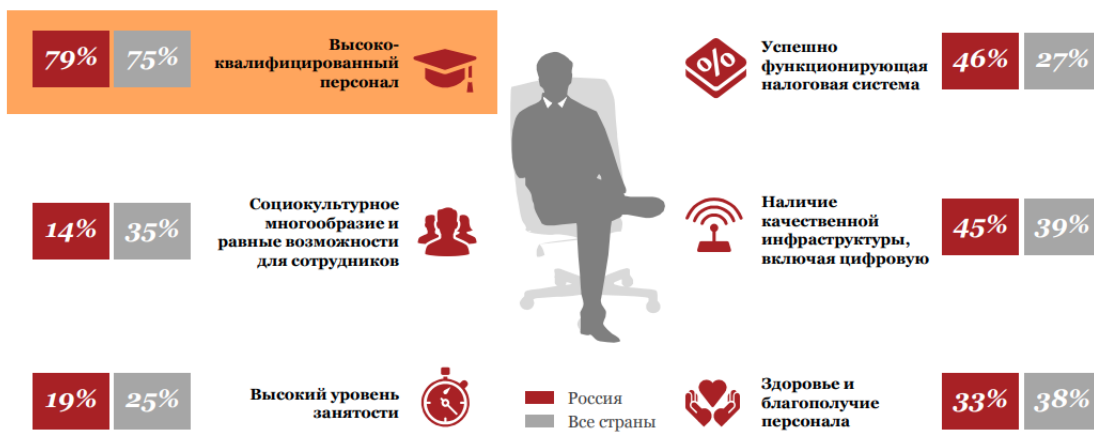 79% 75%
Высоко-
квалифицированный
персонал
%
Успешно
функционирующая
налоговая система
46% 27%
14% 35%
Социокультурное
многообразие и
равные возможности
для сотрудников
Наличие
качественной
инфраструктуры,
включая цифровую
45% 39%
19% 25%
Высокий уровень
занятости
Россия
Все страны
Здоровье и
благополучие
персонала
33% 38%